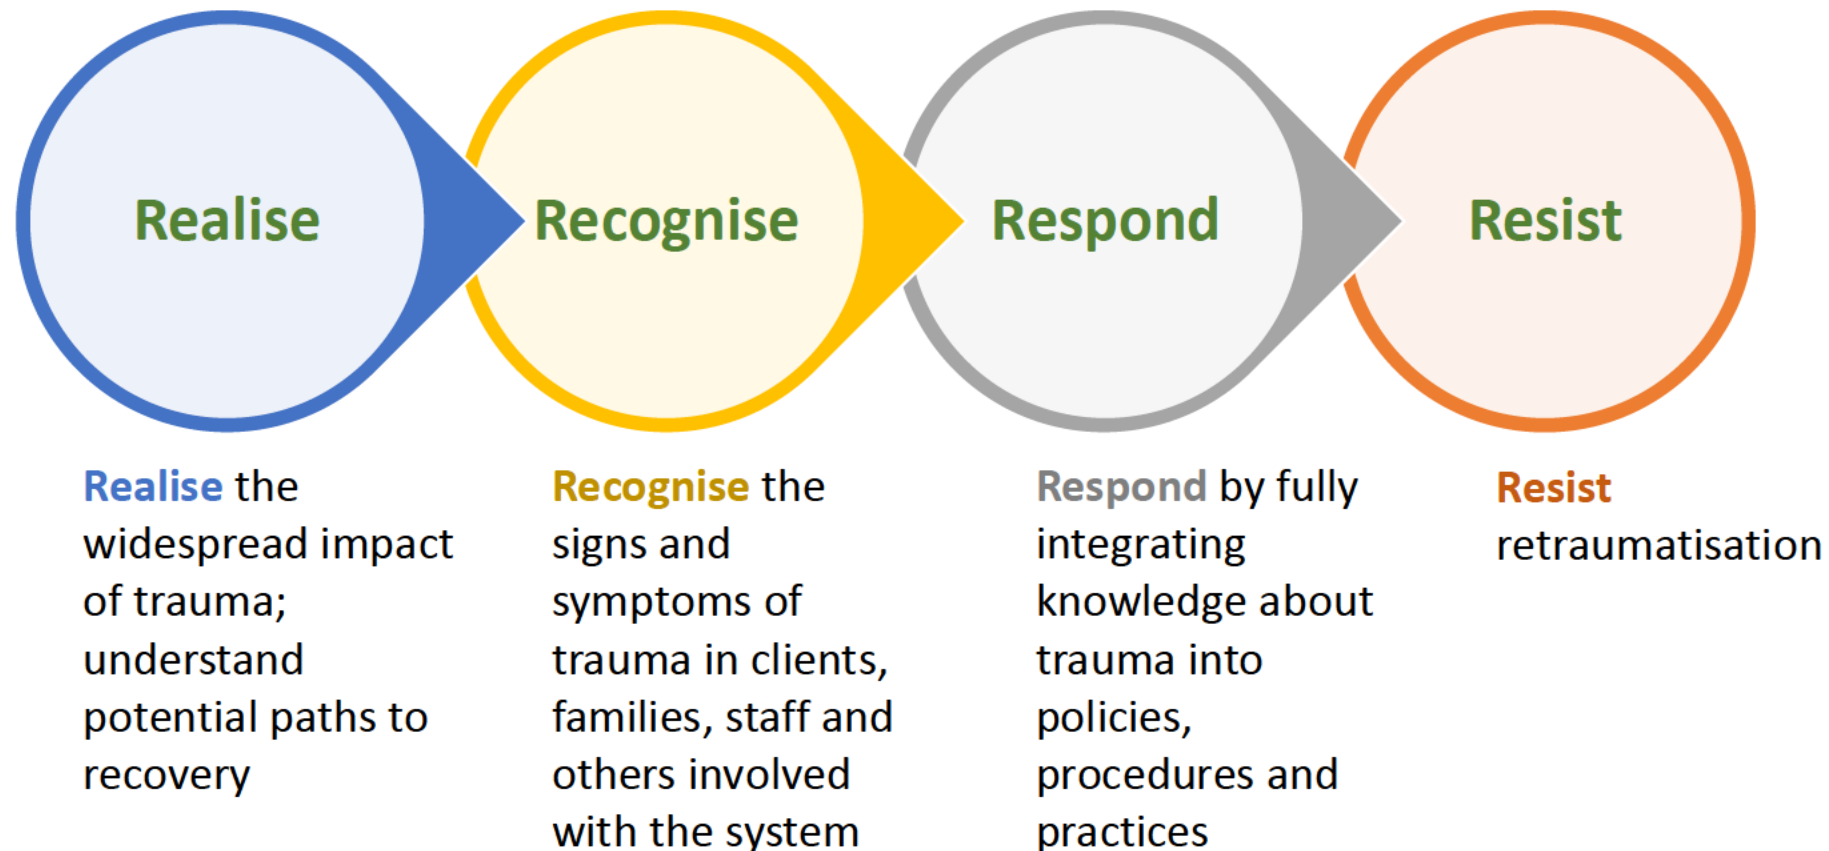 Realise
Recognise
Respond
Resist
Realise the
widespread impact
of trauma;
understand
potential paths to
recovery
Recognise the
signs and
symptoms of
trauma in clients,
families, staff and
others involved
with the system
Respond by fully
integrating
knowledge about
trauma into
policies,
procedures and
practices
Resist
retraumatisation